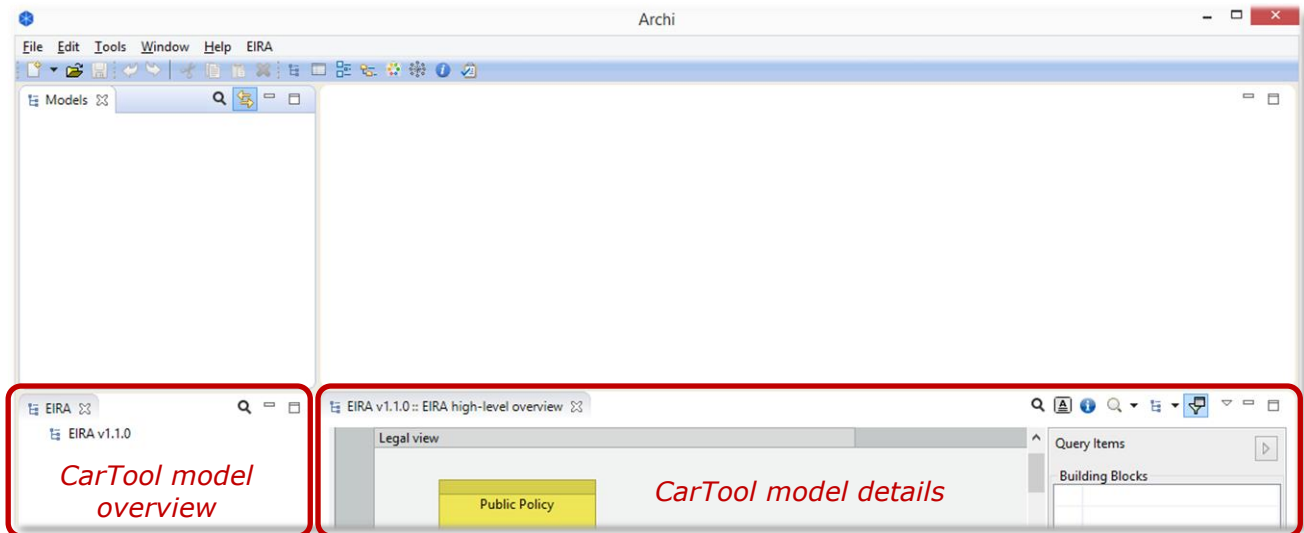 Archi
File Edit Tools Window Help EIRA
Models
EIRA
EIRA v1.1.0
CarTool model
overview
EIRA v1.1.0 :: EIRA high-level overview
Legal view
Public Policy
CarTool model details
Query Items
Building Blocks